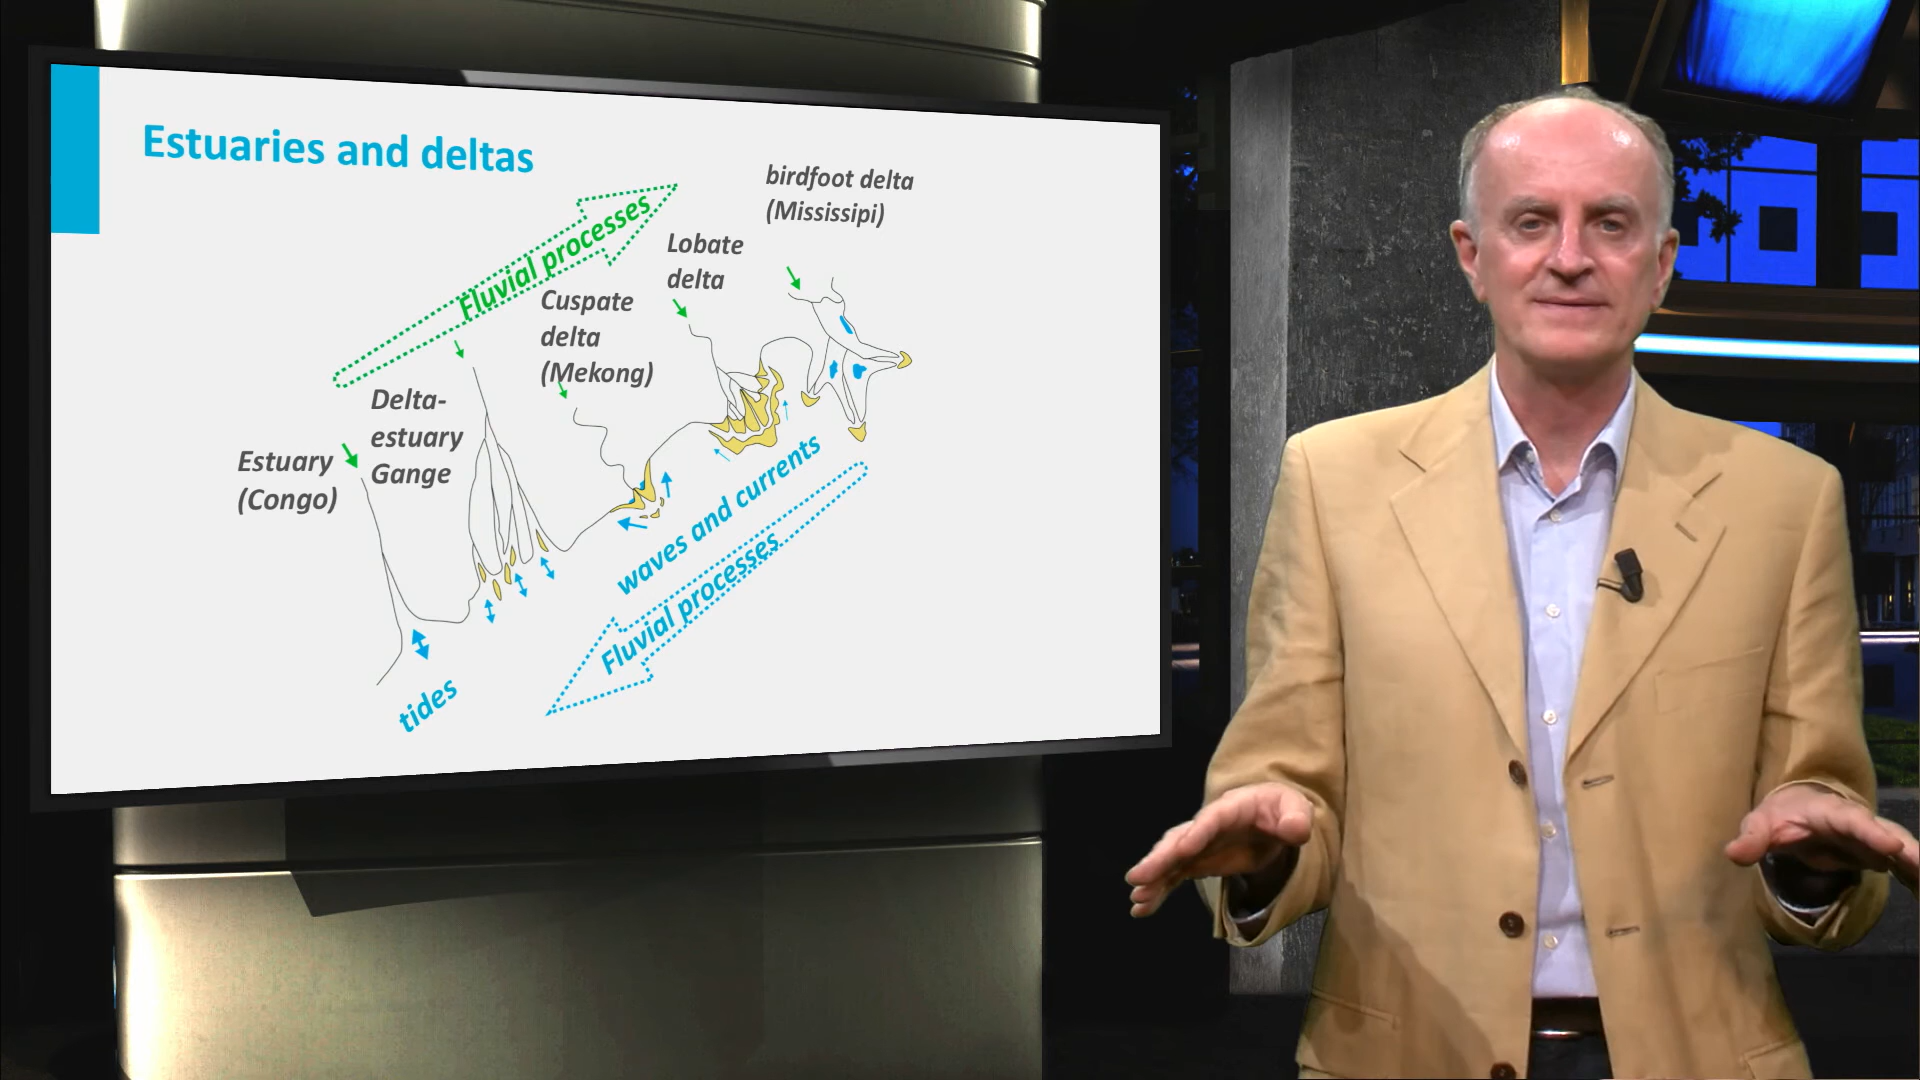 Estuaries and deltas
birdfoot delta
(Mississipi)
Fluvial processes
Lobate
delta
Cuspate
delta
(Mekong)
Delta-
estuary
Gange
Estuary
(Congo)
waves and currents
Fluvial processes
tides